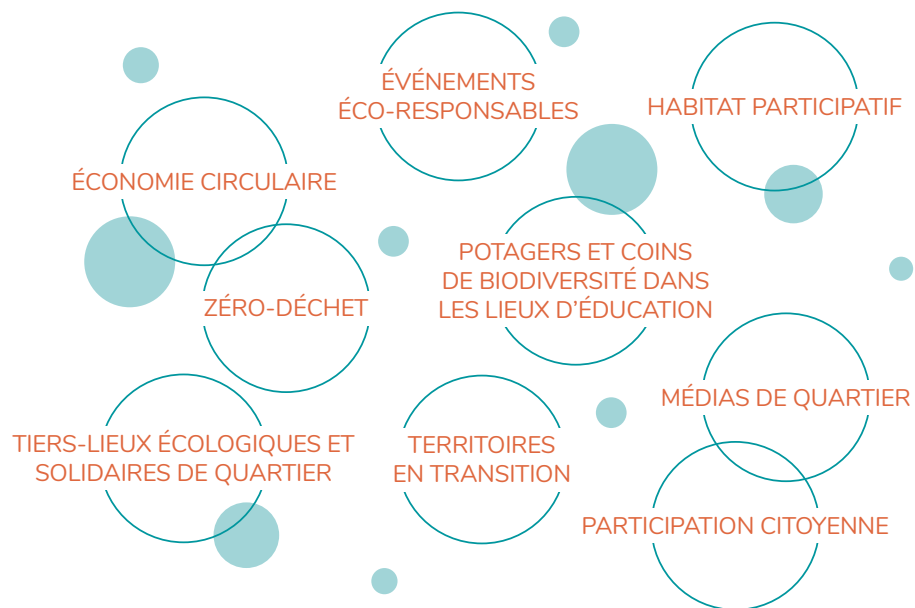 ÉVÉNEMENTS
ÉCO-RESPONSABLES
HABITAT PARTICIPATIF
ÉCONOMIE CIRCULAIRE
POTAGERS ET COINS
DE BIODIVERSITÉ DANS
LES LIEUX D’ÉDUCATION
ZÉRO-DÉCHET
MÉDIAS DE QUARTIER
TIERS-LIEUX ÉCOLOGIQUES ET
SOLIDAIRES DE QUARTIER
TERRITOIRES
EN TRANSITION
PARTICIPATION CITOYENNE